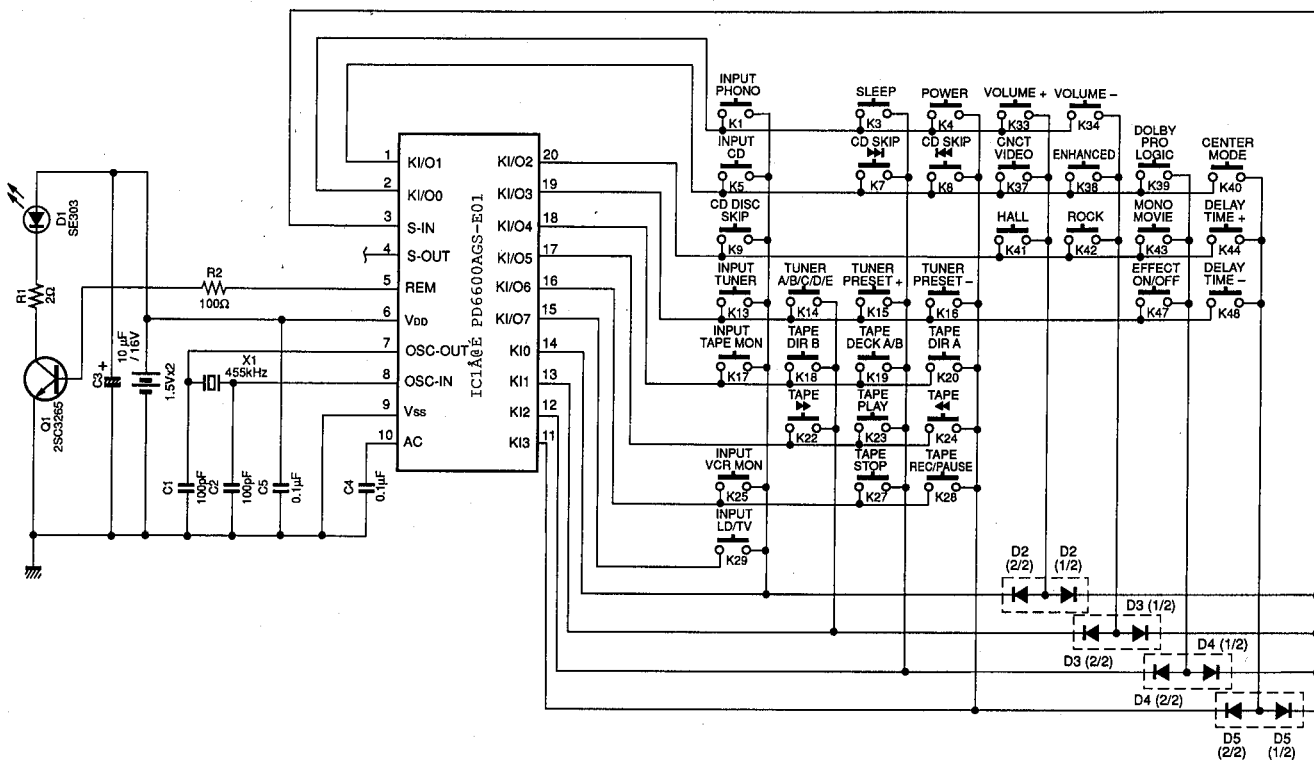 INPUT
PHONO
K1
SLEEP
K3
POWER
K4
VOLUME +
K33
VOLUME –
K34
INPUT
CD
K5
CD SKIP
K7
CD SKIP
K8
CNCT
VIDEO
K37
ENHANCED
K38
DOLBY
PRO
LOGIC
K39
CENTER
MODE
K40
CD DISC
SKIP
K9
HALL
K41
ROCK
K42
MONO
MOVIE
K43
DELAY
TIME +
K44
INPUT
TUNER
K13
TUNER
A/B/C/D/E
K14
TUNER
PRESET +
K15
TUNER
PRESET –
K16
EFFECT
ON/OFF
K47
DELAY
TIME –
K48
INPUT
TAPE MON
K17
TAPE
DIR B
K18
TAPE
DECK A/B
K19
TAPE
DIR A
K20
TAPE
K22
TAPE
PLAY
K23
TAPE
K24
INPUT
VCR MON
K25
TAPE
STOP
K27
TAPE
REC/PAUSE
K28
INPUT
LD/TV
K29
1 KI/O1
2 KI/O0
3 S-IN
4 S-OUT
5 REM
6 VDD
7 OSC-OUT
8 OSC-IN
9 Vss
10 AC
KI/O2 20
KI/O3 19
KI/O4 18
KI/O5 17
KI/O6 16
KI/O7 15
KI0 14
KI1 13
KI2 12
KI3 11
IC1Å@E PD6600AGS-E01
D1
SE303
R1
2Ω
R2
100Ω
Q1
2SC3265
C3 +
10 µF
/ 16V
1.5Vx2
X1
455kHz
C1
100pF
C2
100pF
C5
0.1µF
C4
0.1µF
D2
(2/2)
D2
(1/2)
D3 (1/2)
D3 (2/2)
D4 (1/2)
D4 (2/2)
D5
(2/2)
D5
(1/2)